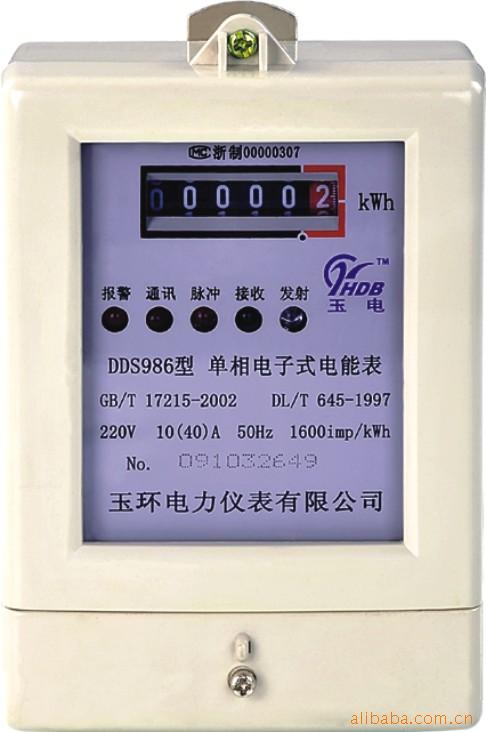 MC 浙制00000307
000002 kWh
YHDB™
玉电
报警 通讯 脉冲 接收 发射
DDS986型 单相电子式电能表
GB/T 17215-2002 DL/T 645-1997
220V 10(40)A 50Hz 1600imp/kWh
No. 091032649
玉环电力仪表有限公司
alibaba.com.cn